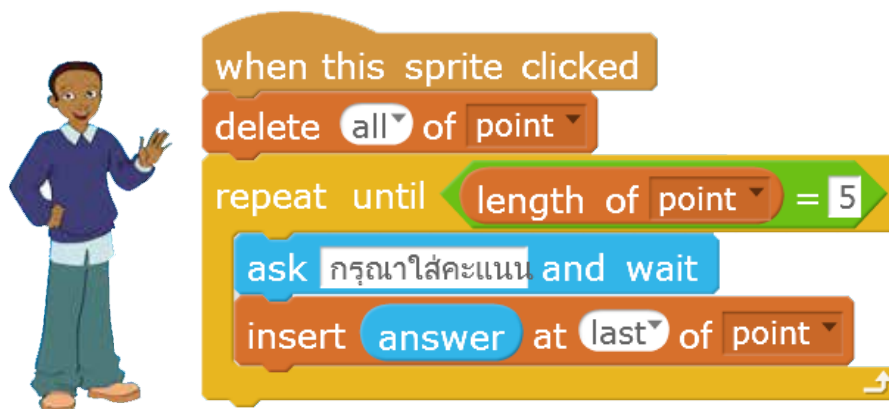 when this sprite clicked
delete all of point
repeat until length of point = 5
ask กรุณาใส่คะแนน and wait
insert answer at last of point